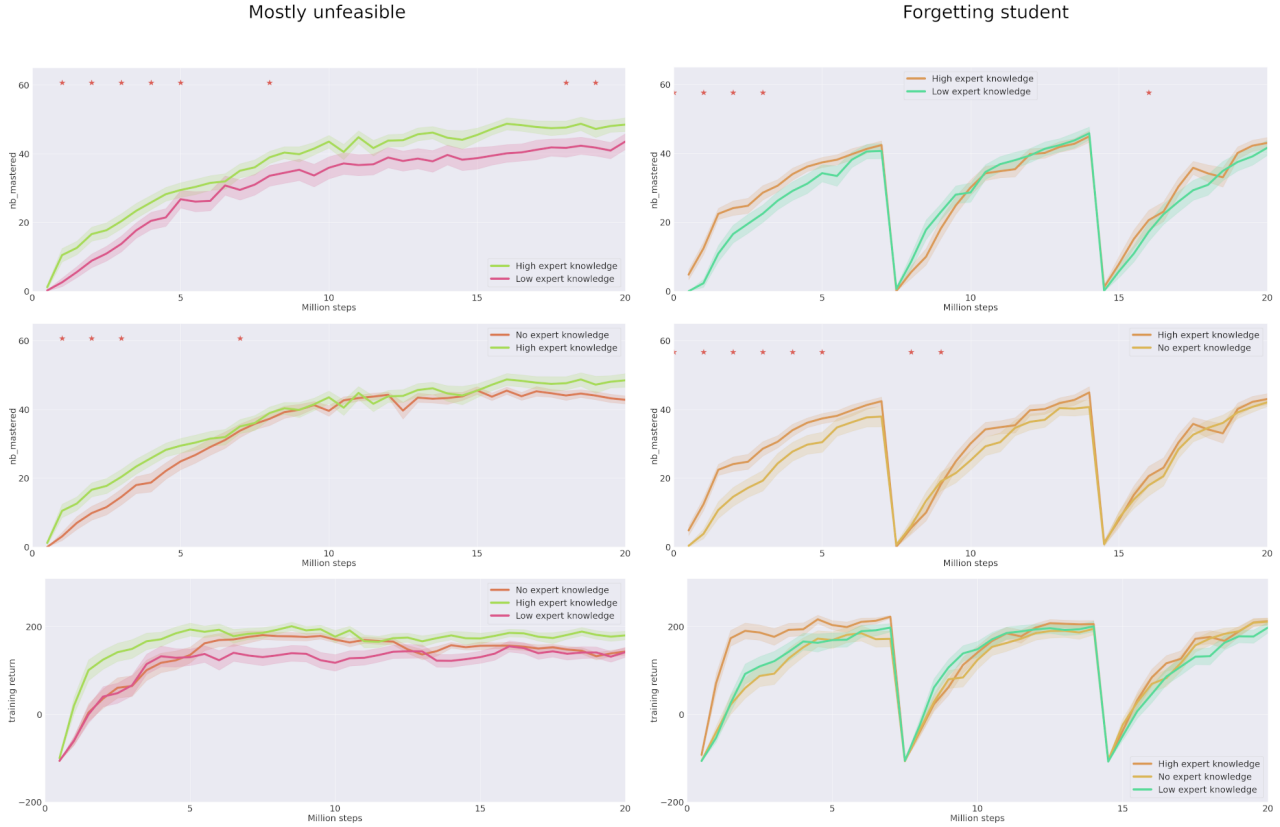 Mostly unfeasible
Forgetting student
60
40
20
0
nb_mastered
0
5
10
15
20
Million steps
High expert knowledge
Low expert knowledge
60
40
20
0
nb_mastered
0
5
10
15
20
Million steps
High expert knowledge
Low expert knowledge
60
40
20
0
nb_mastered
0
5
10
15
20
Million steps
No expert knowledge
High expert knowledge
60
40
20
0
nb_mastered
0
5
10
15
20
Million steps
High expert knowledge
No expert knowledge
200
0
−200
training return
0
5
10
15
20
Million steps
No expert knowledge
High expert knowledge
Low expert knowledge
200
0
−200
training return
0
5
10
15
20
Million steps
High expert knowledge
No expert knowledge
Low expert knowledge